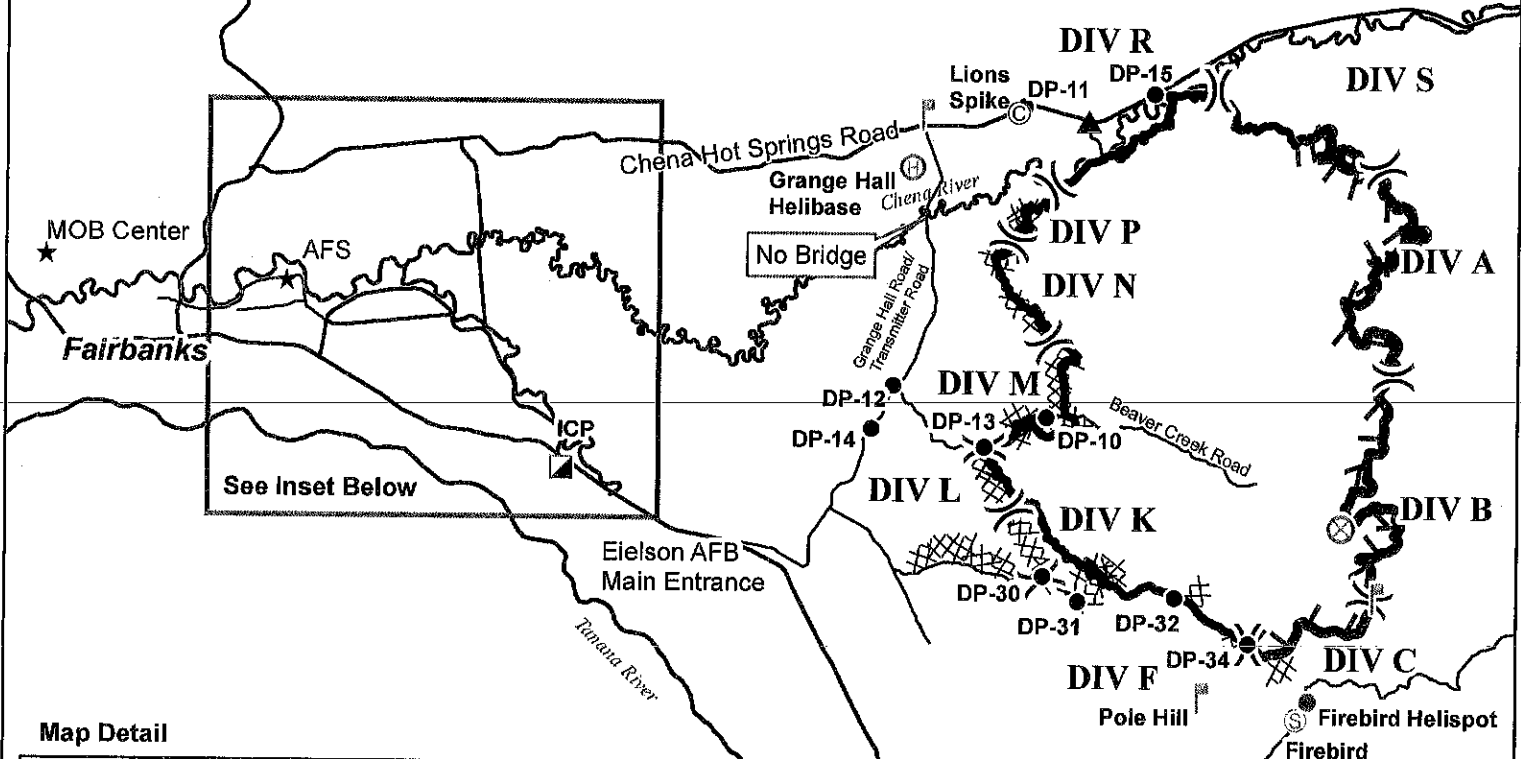 DIV R
DIV S
Lions
Spike
DP-11
DP-15
C
Chena Hot Springs Road
H
Grange Hall
Helibase
Chena River
MOB Center
AFS
No Bridge
DIV P
DIV A
DIV N
Grange Hall Road/
Transmitter Road
Fairbanks
DIV M
DP-12
DP-13
DP-14
DP-10
Beaver Creek Road
ICP
See Inset Below
DIV L
DIV K
DIV B
Eielson AFB
Main Entrance
DP-30
DP-31
DP-32
DP-34
Tanana River
DIV F
DIV C
Pole Hill
S
Firebird Helispot
Firebird
Map Detail